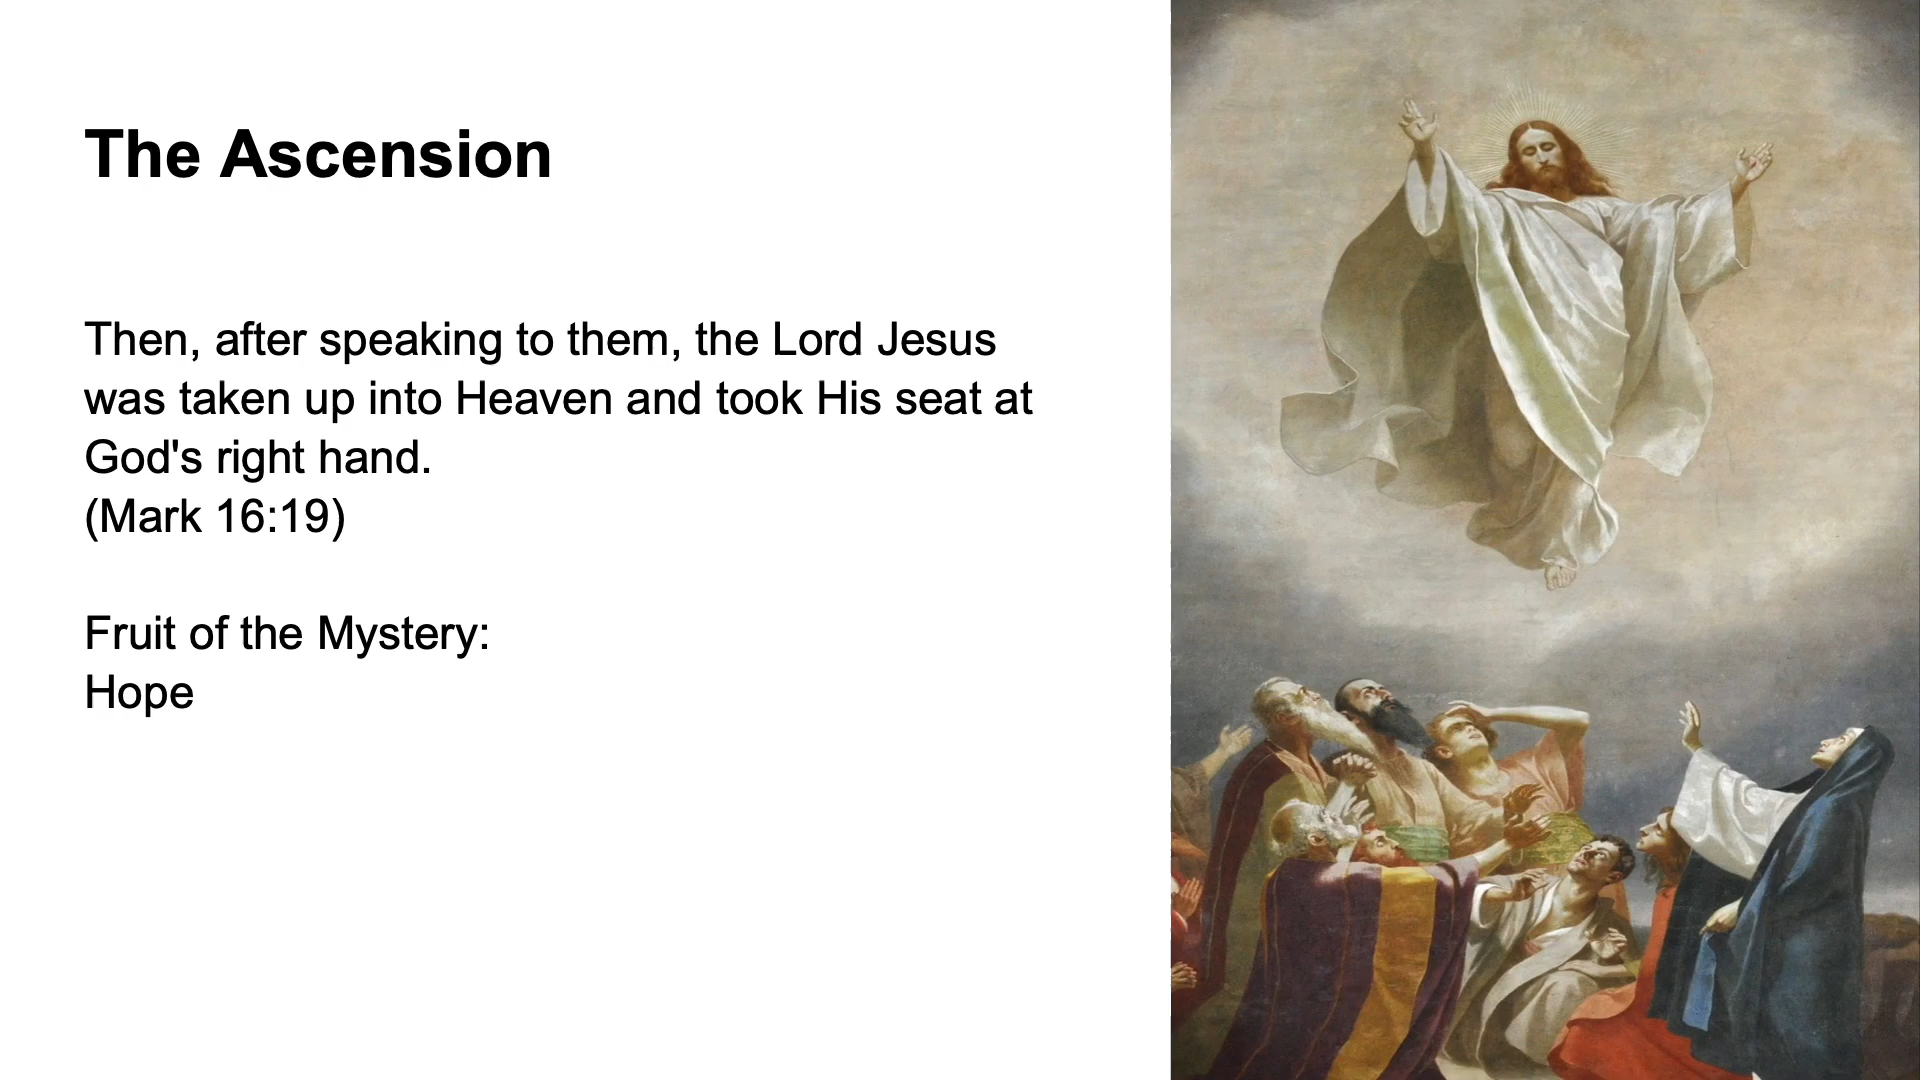 The Ascension
Then, after speaking to them, the Lord Jesus
was taken up into Heaven and took His seat at
God's right hand.
(Mark 16:19)
Fruit of the Mystery:
Hope